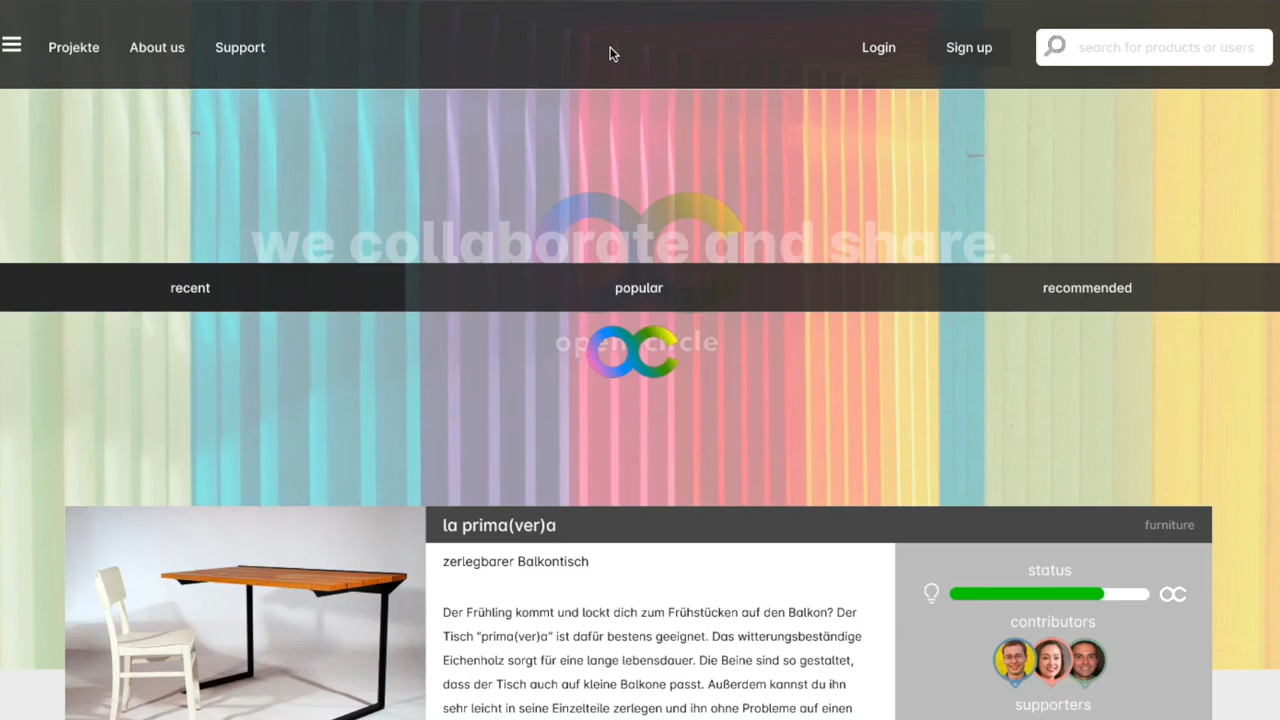 Projekte About us Support Login Sign up search for products or users
we collaborate and share.
recent popular recommended
open circle
la prima(ver)a furniture
zerlegbarer Balkontisch
status
Der Frühling kommt und lockt dich zum Frühstücken auf den Balkon? Der
contributors
Tisch "prima(ver)a" ist dafür bestens geeignet. Das witterungsbeständige
Eichenholz sorgt für eine lange lebensdauer. Die Beine sind so gestaltet,
dass der Tisch auch auf kleine Balkone passt. Außerdem kannst du ihn
supporters
sehr leicht in seine Einzelteile zerlegen und ihn ohne Probleme auf einen